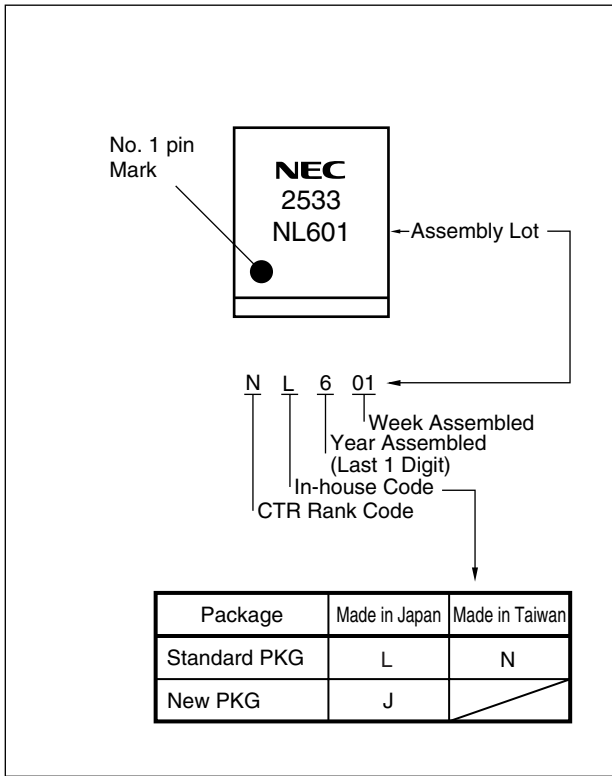 No. 1 pin
Mark
NEC
2533
NL601
Assembly Lot
N L 6 01
Week Assembled
Year Assembled
(Last 1 Digit)
In-house Code
CTR Rank Code
Package Made in Japan Made in Taiwan
Standard PKG L N
New PKG J